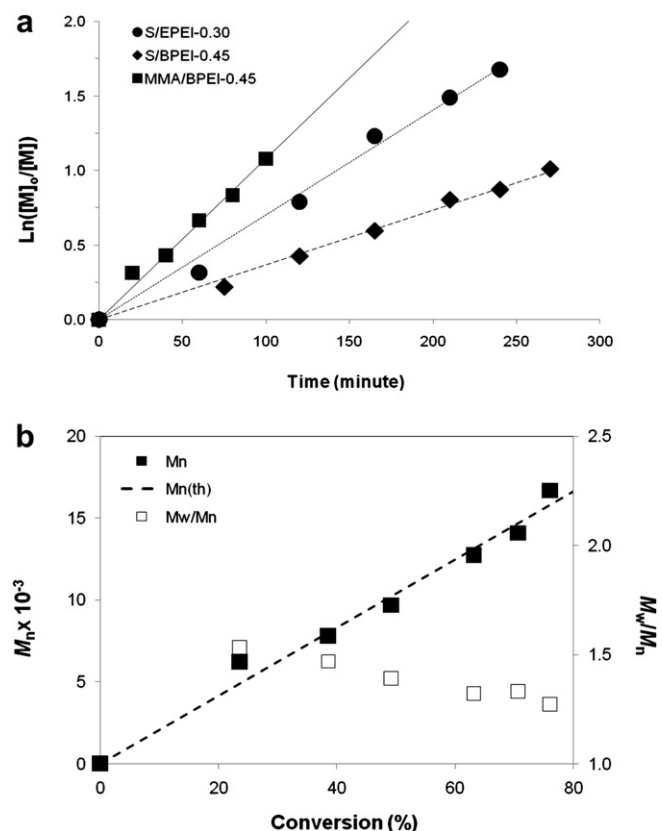 a
2.0
1.5
1.0
0.5
0.0
Ln([M]o/[M])
S/EPEI-0.30
S/BPEI-0.45
MMA/BPEI-0.45
0 50 100 150 200 250 300
Time (minute)
b
20
15
10
5
0
Mn x 10-3
Mn
Mn(th)
Mw/Mn
2.5
2.0
1.5
1.0
Mw/Mn
0 20 40 60 80
Conversion (%)